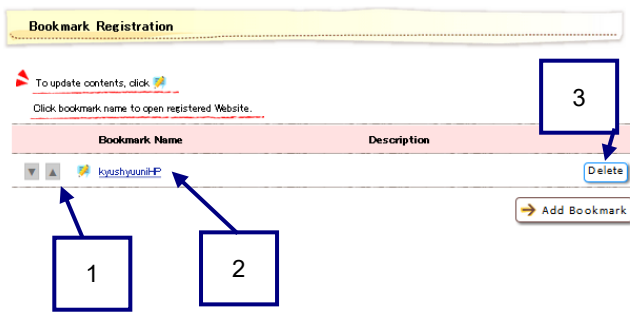 Bookmark Registration
To update contents, click
Click bookmark name to open registered Website.
3
Bookmark Name Description
kyushyuuniHP Delete
Add Bookmark
1 2